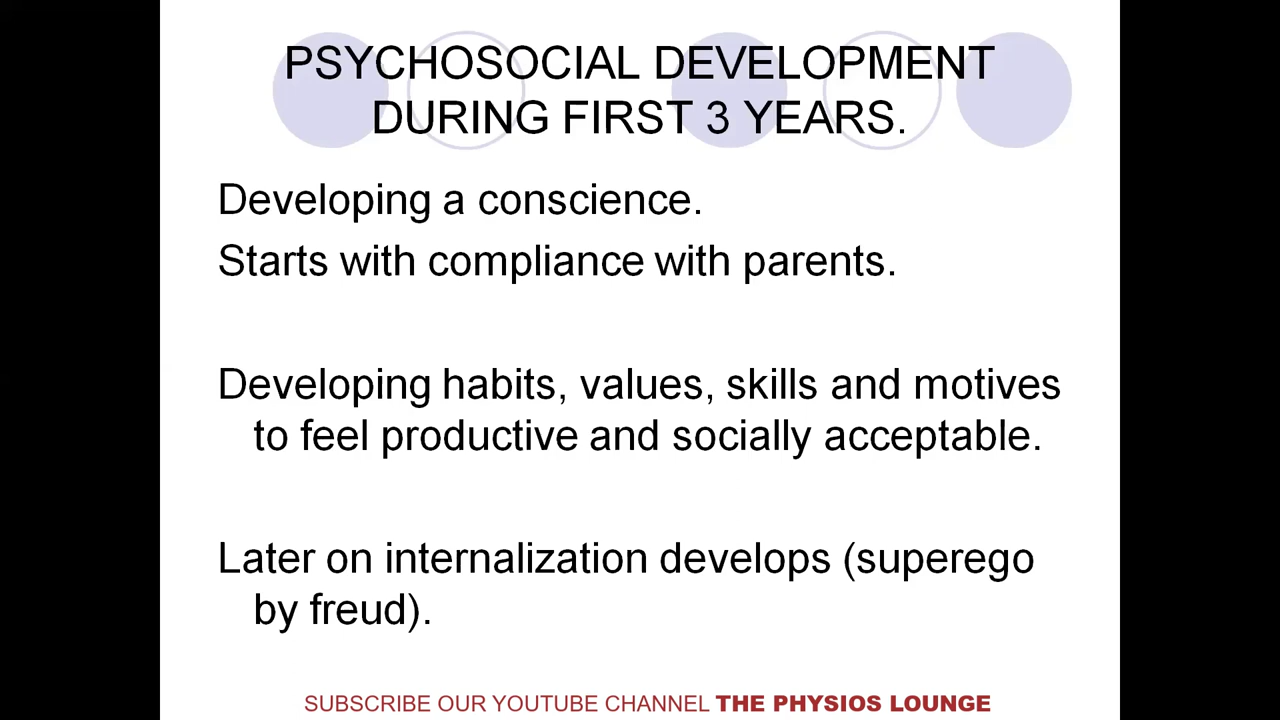 PSYCHOSOCIAL DEVELOPMENT
DURING FIRST 3 YEARS.
Developing a conscience.
Starts with compliance with parents.
Developing habits, values, skills and motives
to feel productive and socially acceptable.
Later on internalization develops (superego
by freud).
SUBSCRIBE OUR YOUTUBE CHANNEL THE PHYSIOS LOUNGE